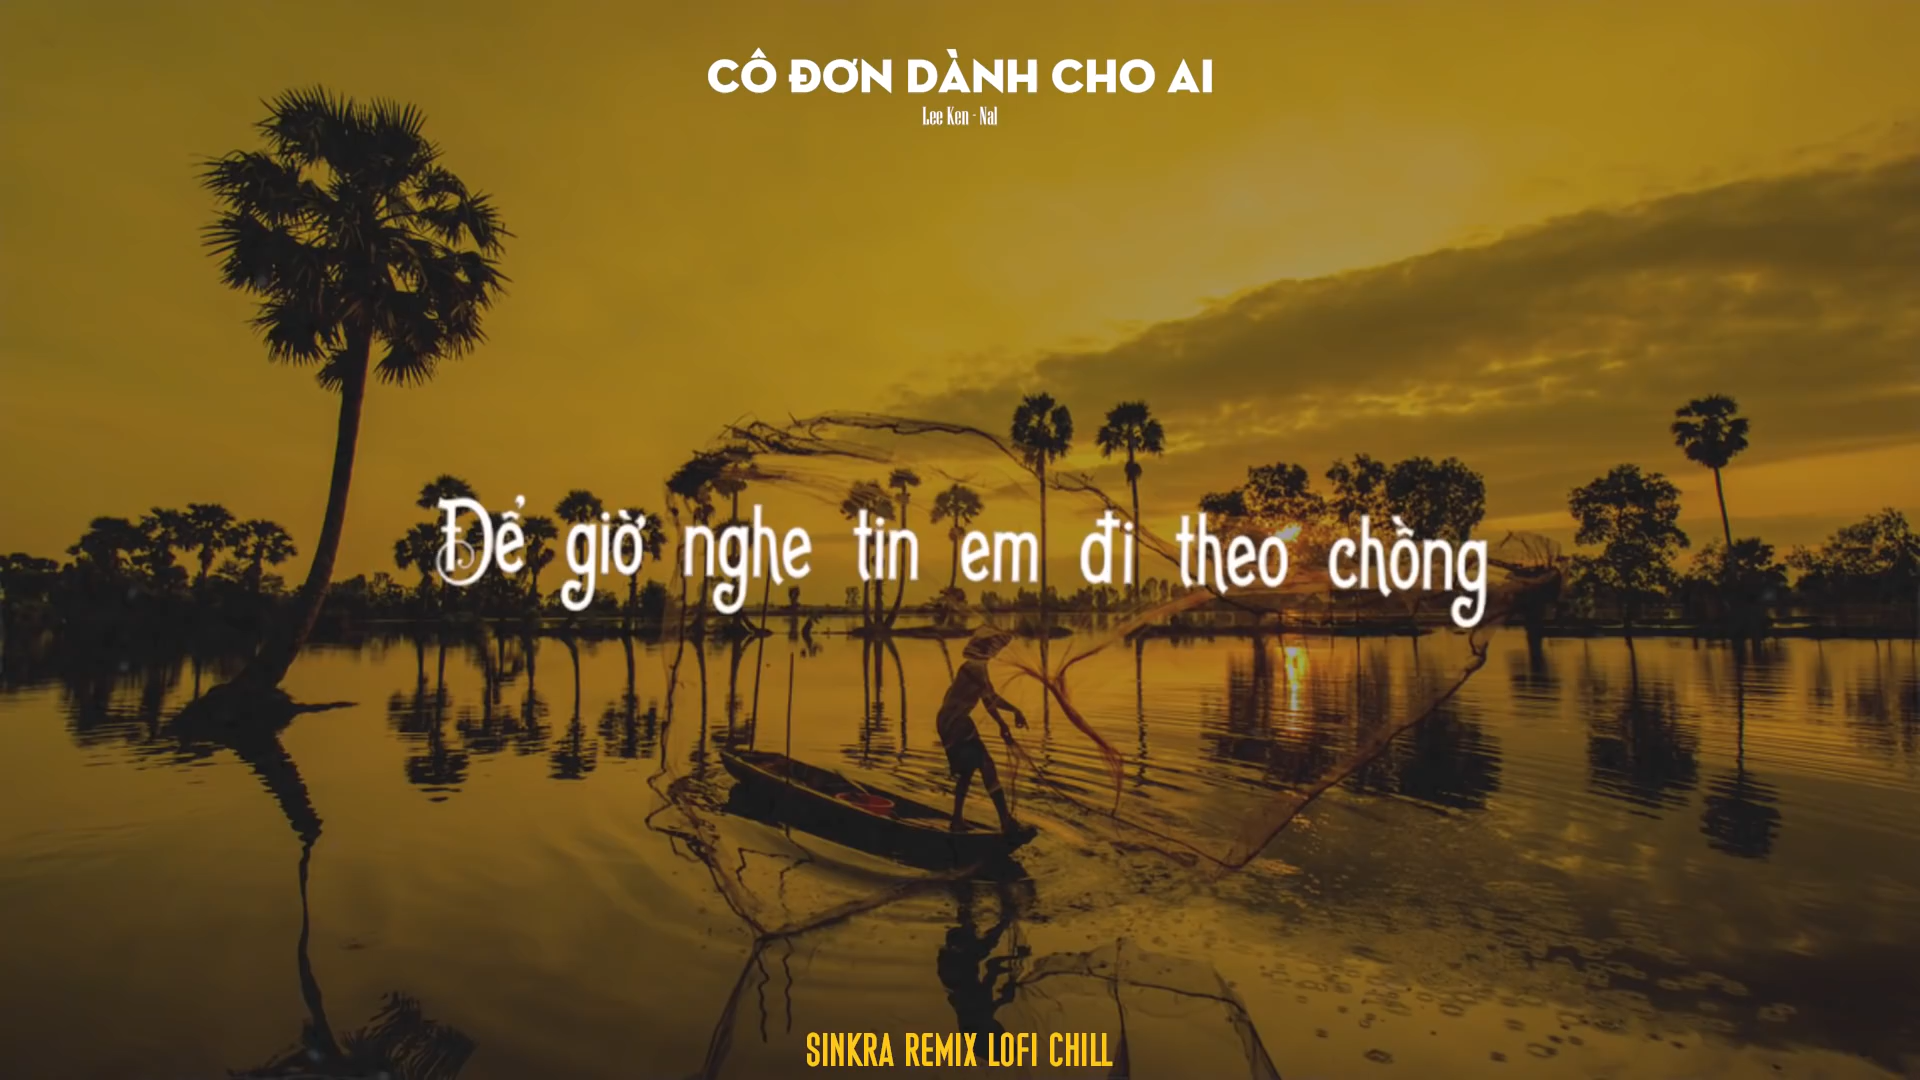 CÔ ĐƠN DÀNH CHO AI
Lee Ken - Nal
Để giờ nghe tin em đi theo chồng
SINKRA REMIX LOFI CHILL